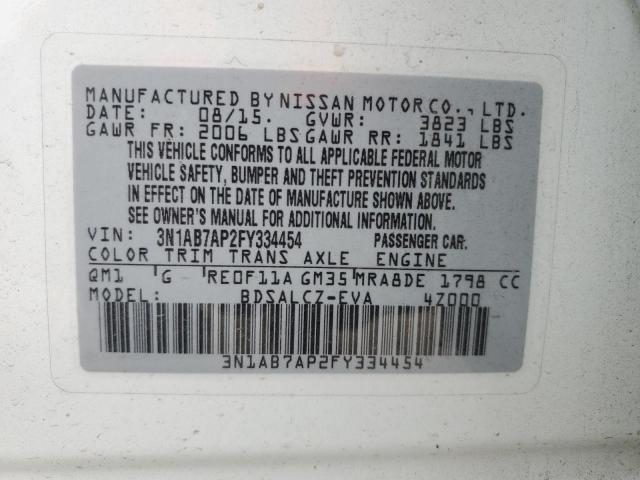 MANUFACTURED BY NISSAN MOTOR CO., LTD.
DATE: 08/15. GVWR: 3823 LBS
GAWR FR: 2006 LBS GAWR RR: 1841 LBS
THIS VEHICLE CONFORMS TO ALL APPLICABLE FEDERAL MOTOR
VEHICLE SAFETY, BUMPER AND THEFT PREVENTION STANDARDS
IN EFFECT ON THE DATE OF MANUFACTURE SHOWN ABOVE.
SEE OWNER'S MANUAL FOR ADDITIONAL INFORMATION.
VIN: 3N1AB7AP2FY334454 PASSENGER CAR.
COLOR TRIM TRANS AXLE ENGINE
QM1 G RE0F11A GM35 MRA8DE 1798 CC
MODEL: BDSALCZ-EVA 4Z000
3N1AB7AP2FY334454